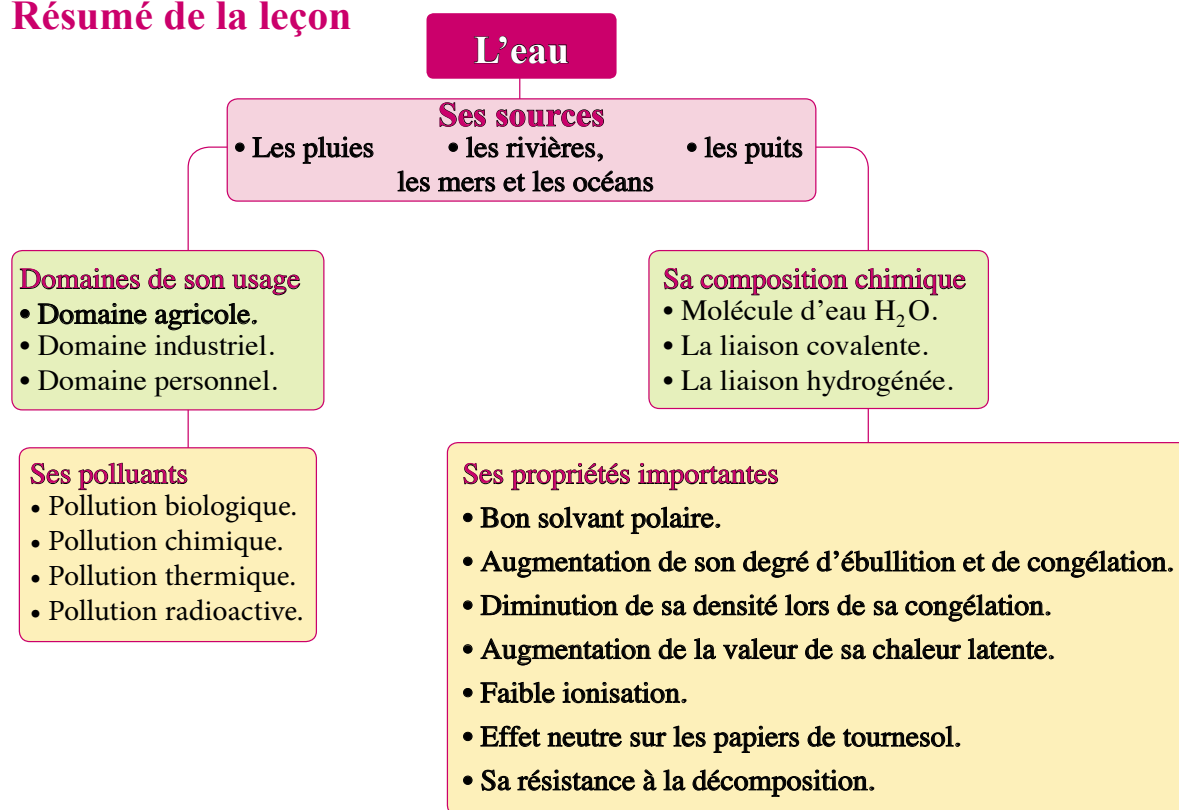 Résumé de la leçon
L’eau
Ses sources
• Les pluies • les rivières, • les puits
les mers et les océans
Domaines de son usage
• Domaine agricole.
• Domaine industriel.
• Domaine personnel.
Sa composition chimique
• Molécule d’eau H₂O.
• La liaison covalente.
• La liaison hydrogénée.
Ses polluants
• Pollution biologique.
• Pollution chimique.
• Pollution thermique.
• Pollution radioactive.
Ses propriétés importantes
• Bon solvant polaire.
• Augmentation de son degré d’ébullition et de congélation.
• Diminution de sa densité lors de sa congélation.
• Augmentation de la valeur de sa chaleur latente.
• Faible ionisation.
• Effet neutre sur les papiers de tournesol.
• Sa résistance à la décomposition.